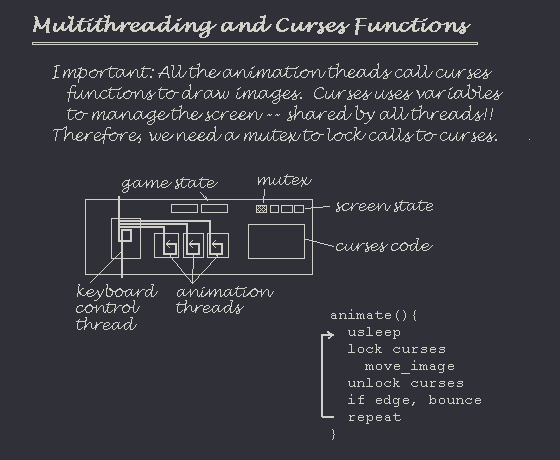 Multithreading and Curses Functions
Important: All the animation theads call curses
functions to draw images. Curses uses variables
to manage the screen -- shared by all threads!!
Therefore, we need a mutex to lock calls to curses.
game state
mutex
screen state
curses code
keyboard
control
thread
animation
threads
animate(){
usleep
lock curses
move_image
unlock curses
if edge, bounce
repeat
}